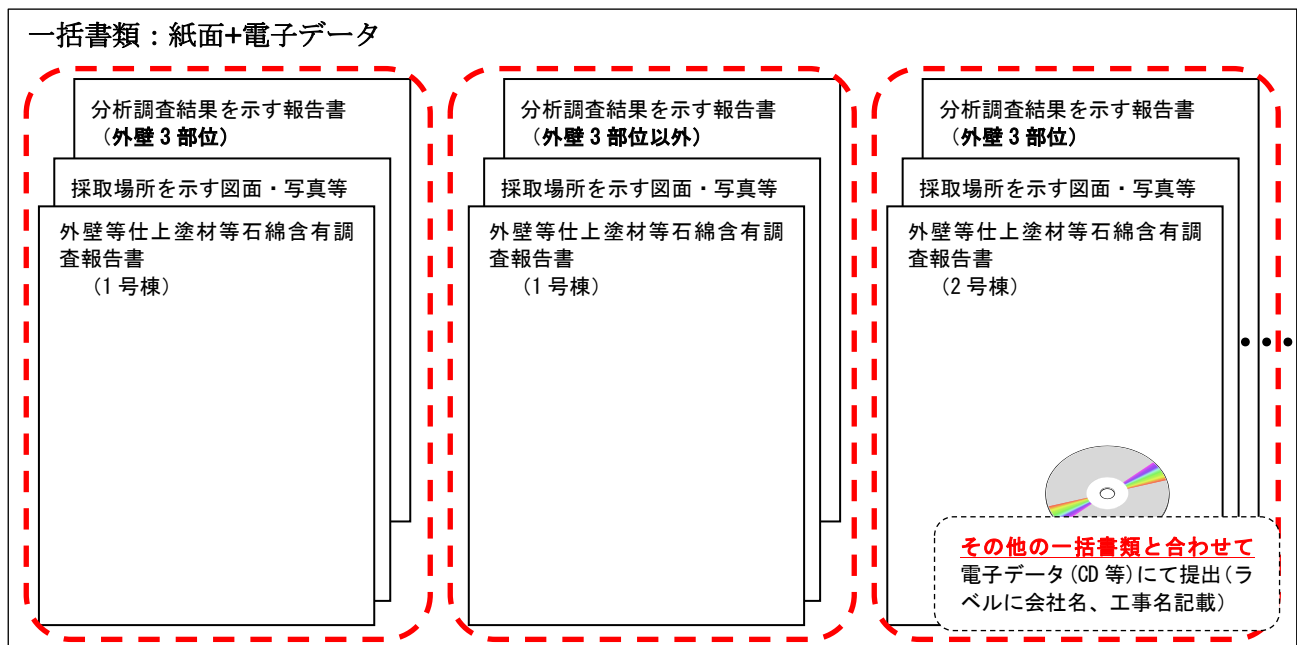 一括書類：紙面+電子データ
分析調査結果を示す報告書
（外壁3部位）
採取場所を示す図面・写真等
外壁等仕上塗材等石綿含有調
査報告書
（1号棟）
分析調査結果を示す報告書
（外壁3部位以外）
採取場所を示す図面・写真等
外壁等仕上塗材等石綿含有調
査報告書
（1号棟）
分析調査結果を示す報告書
（外壁3部位）
採取場所を示す図面・写真等
外壁等仕上塗材等石綿含有調
査報告書
（2号棟）
・・・
その他の一括書類と合わせて
電子データ(CD等)にて提出(ラ
ベルに会社名、工事名記載)